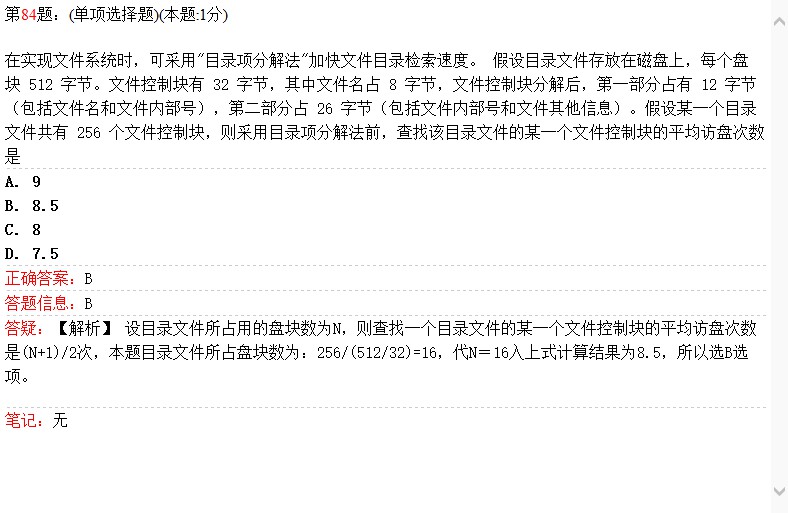 第84题：(单项选择题)(本题:1分)
在实现文件系统时，可采用"目录项分解法"加快文件目录检索速度。 假设目录文件存放在磁盘上，每个盘
块 512 字节。文件控制块有 32 字节，其中文件名占 8 字节，文件控制块分解后，第一部分占有 12 字节
（包括文件名和文件内部号），第二部分占 26 字节（包括文件内部号和文件其他信息）。假设某一个目录
文件共有 256 个文件控制块，则采用目录项分解法前，查找该目录文件的某一个文件控制块的平均访盘次数
是
A. 9
B. 8.5
C. 8
D. 7.5
正确答案：B
答题信息：B
答疑：【解析】 设目录文件所占用的盘块数为N，则查找一个目录文件的某一个文件控制块的平均访盘次数
是(N+1)/2次，本题目录文件所占盘块数为：256/(512/32)=16，代N＝16入上式计算结果为8.5，所以选B选
项。
笔记：无